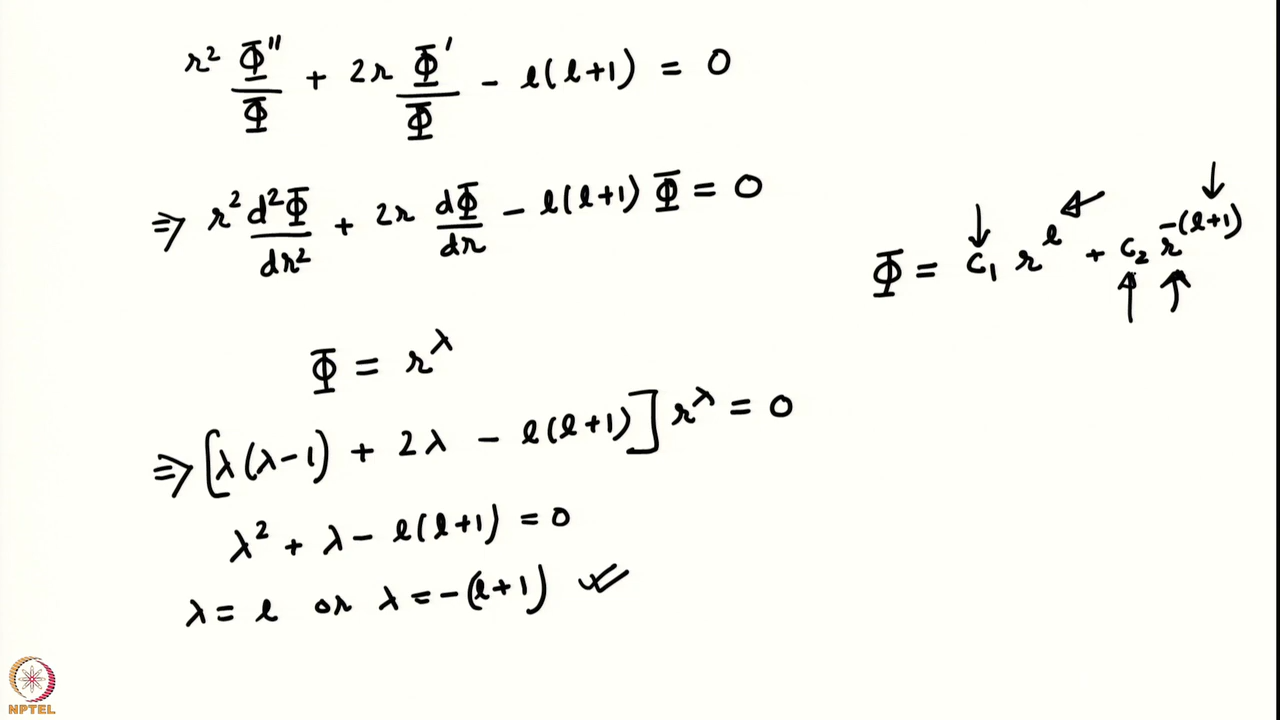 r² Φ''/Φ + 2r Φ'/Φ - l(l+1) = 0
⇒ r² d²Φ/dr² + 2r dΦ/dr - l(l+1) Φ = 0
Φ = c₁ r^l + c₂ r^-(l+1)
Φ = r^λ
⇒ [λ(λ-1) + 2λ - l(l+1)] r^λ = 0
λ² + λ - l(l+1) = 0
λ = l or λ = -(l+1)
NPTEL